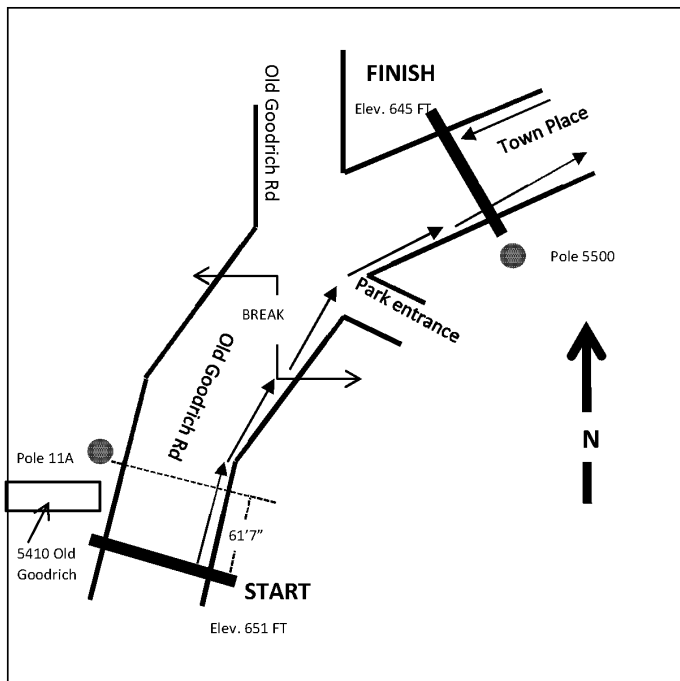 Old Goodrich Rd
FINISH
Elev. 645 FT
Town Place
Pole 5500
Park entrance
BREAK
Old Goodrich Rd
N
Pole 11A
61’7”
5410 Old
Goodrich
START
Elev. 651 FT